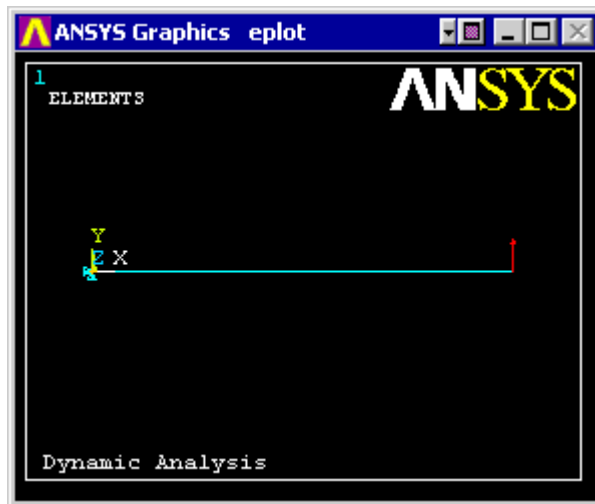 ANSYS Graphics eplot
1
ANSYS
ELEMENTS
Y
Z X
Dynamic Analysis